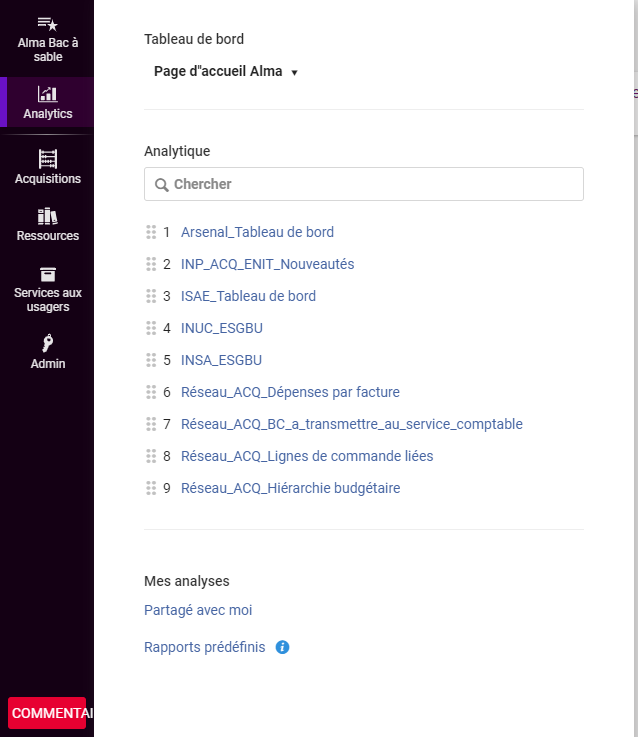 Alma Bac à
sable
Analytics
Acquisitions
Ressources
Services aux
usagers
Admin
COMMENTAI
Tableau de bord
Page d"accueil Alma
Analytique
Chercher
1 Arsenal_Tableau de bord
2 INP_ACQ_ENIT_Nouveautés
3 ISAE_Tableau de bord
4 INUC_ESGBU
5 INSA_ESGBU
6 Réseau_ACQ_Dépenses par facture
7 Réseau_ACQ_BC_a_transmettre_au_service_comptable
8 Réseau_ACQ_Lignes de commande liées
9 Réseau_ACQ_Hiérarchie budgétaire
Mes analyses
Partagé avec moi
Rapports prédéfinis